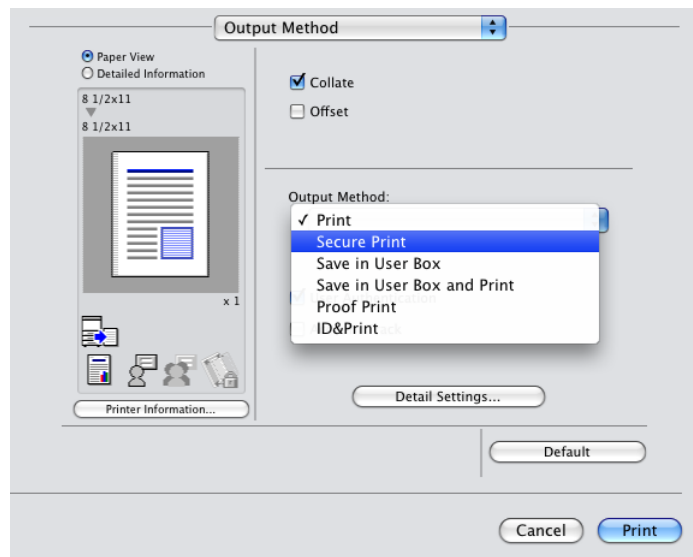 Output Method
Paper View
Detailed Information
8 1/2x11
8 1/2x11
x 1
Printer Information...
Collate
Offset
Output Method:
✓ Print
Secure Print
Save in User Box
Save in User Box and Print
Proof Print
ID&Print
Detail Settings...
Default
Cancel
Print